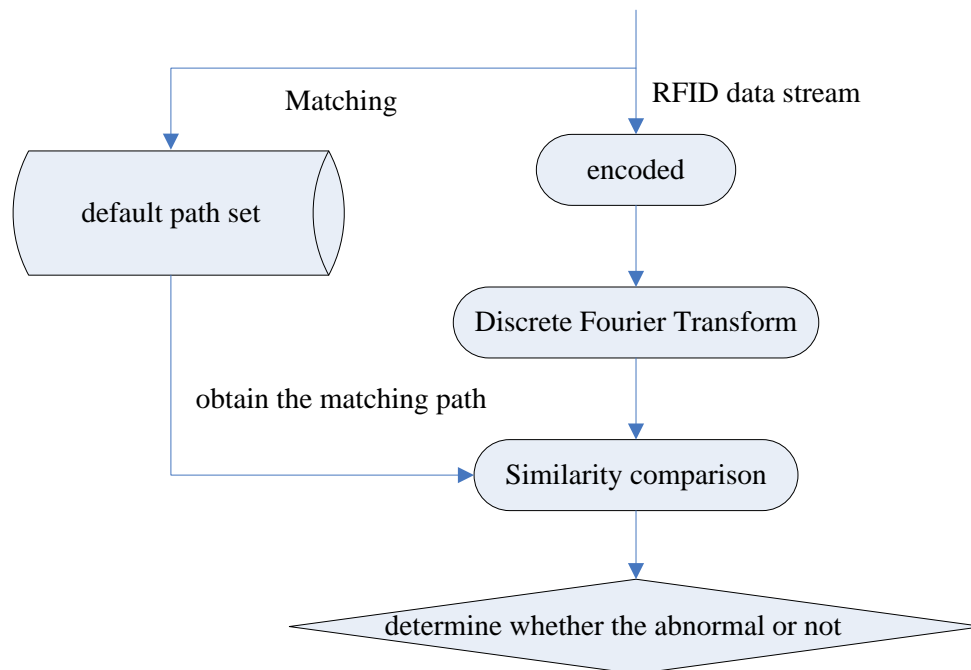 Matching
RFID data stream
encoded
default path set
Discrete Fourier Transform
obtain the matching path
Similarity comparison
determine whether the abnormal or not